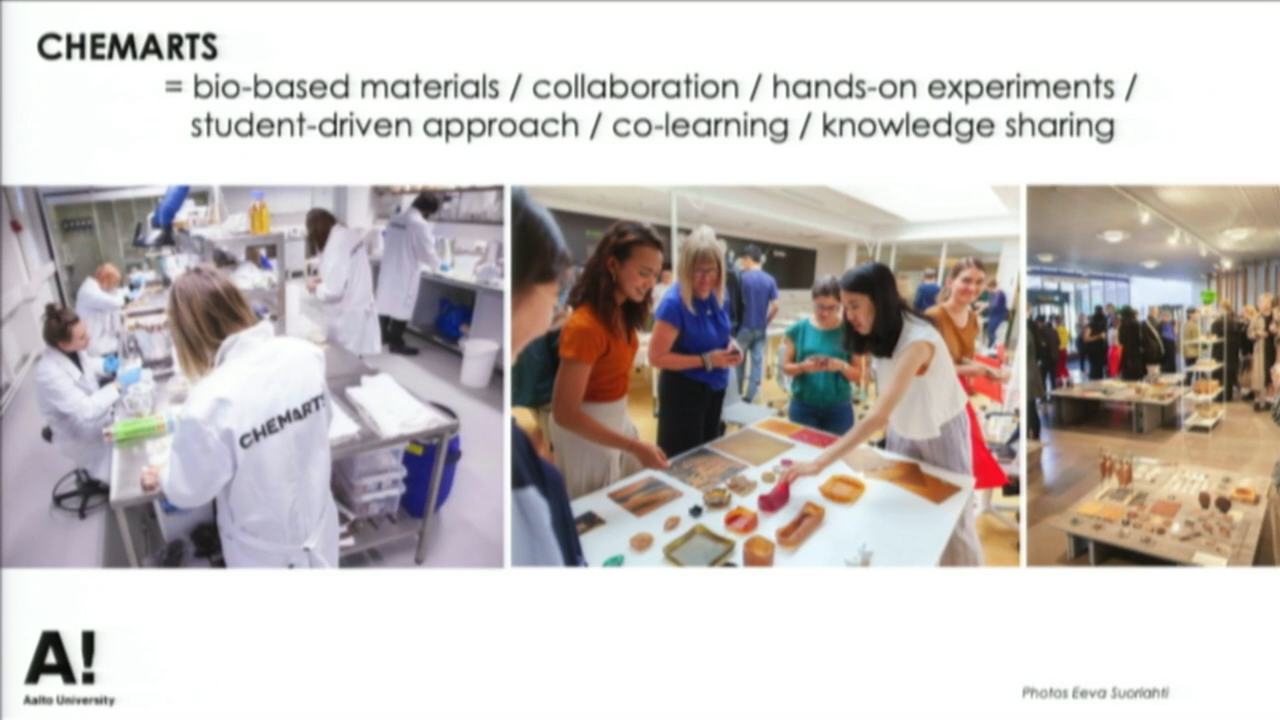 CHEMARTS
= bio-based materials / collaboration / hands-on experiments /
student-driven approach / co-learning / knowledge sharing
CHEMARTS
A!
Aalto University
Photos Eeva Suorlahti